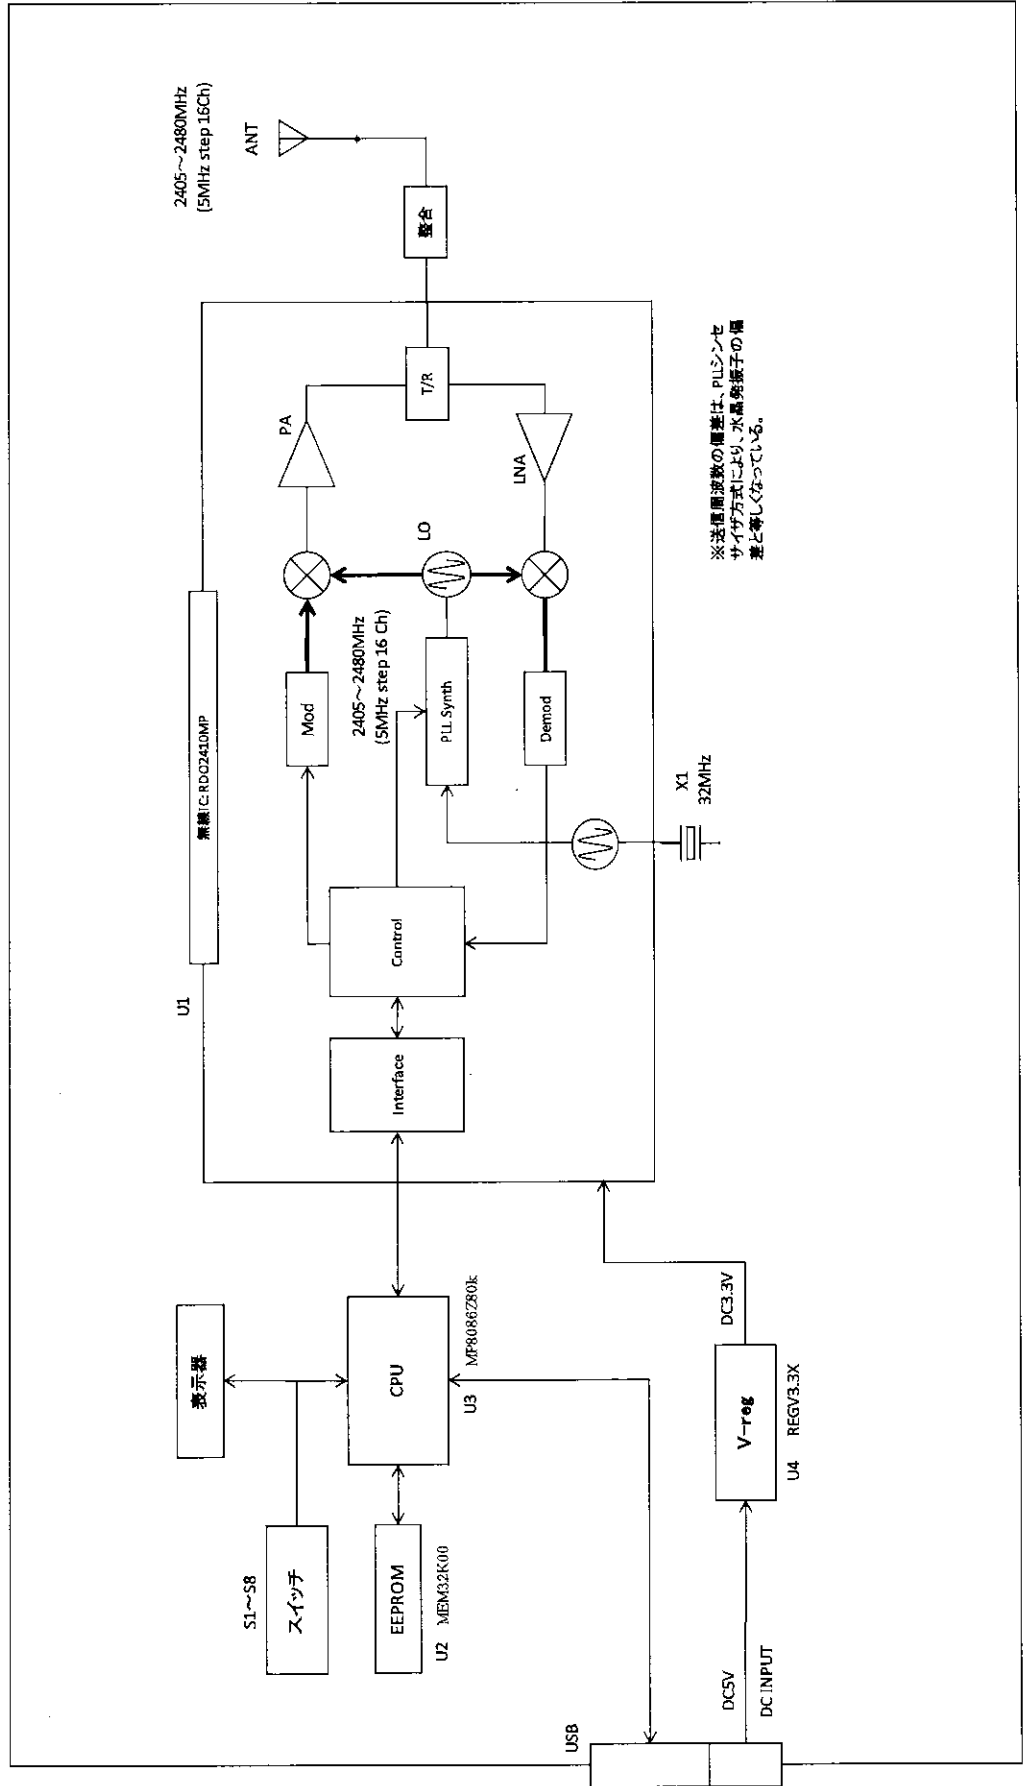 2405~2480MHz
(5MHz step 16Ch)
ANT
整合
U1
無線IC:RD02410MP
T/R
PA
LNA
LO
Mod
2405~2480MHz
(5MHz step 16 Ch)
PLL Synth
Demod
Control
Interface
X1
32MHz
※送信周波数の偏差は、PLLシンセ
サイザ方式により、水晶発振子の偏
差と等しくなっている。
表示器
CPU
U3
MP8086Z80k
S1~S8
スイッチ
EEPROM
U2 MEM32K00
DC3.3V
V-reg
U4 REGV3.3X
USB
DC5V
DC INPUT